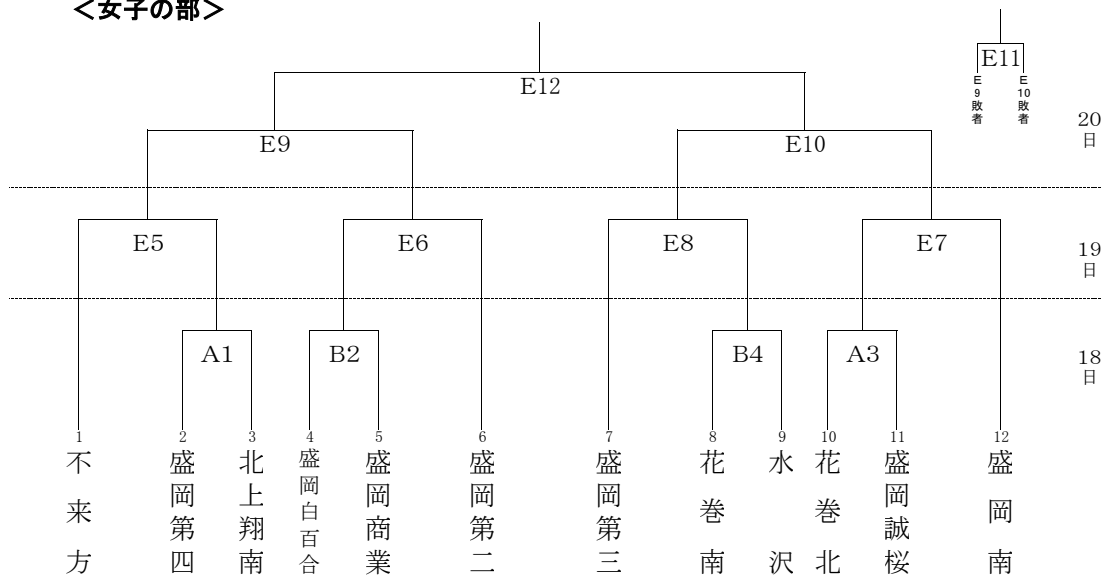 ＜女子の部＞
E11
E9敗者
E10敗者
E12
20日
E9
E10
E5
E6
E8
E7
19日
A1
B2
B4
A3
18日
1
不来方
2
盛岡第四
3
北上翔南
4
盛岡白百合
5
盛岡商業
6
盛岡第二
7
盛岡第三
8
花巻南
9
水沢
10
花巻北
11
盛岡誠桜
12
盛岡南